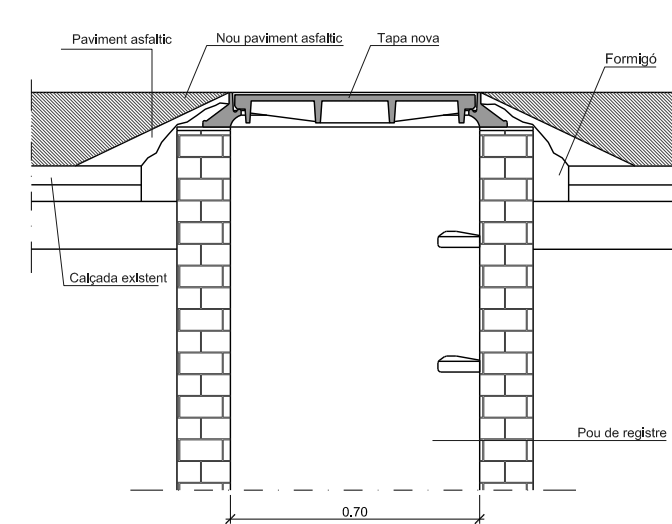 Paviment asfaltic
Nou paviment asfaltic
Tapa nova
Formigó
Calçada existent
Pou de registre
0.70